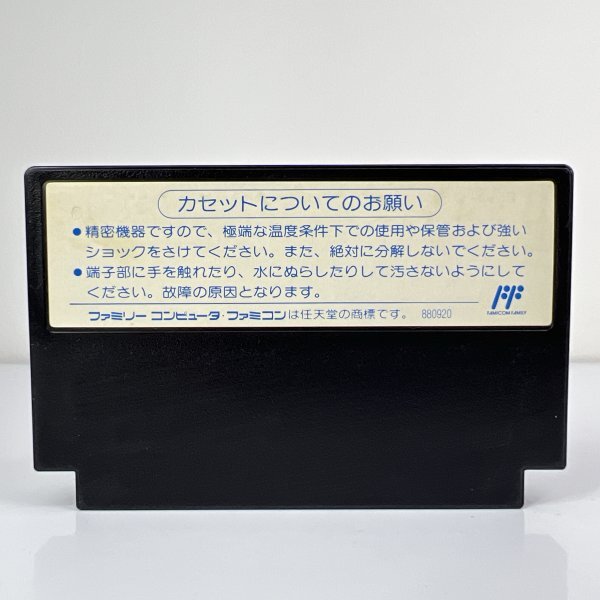 カセットについてのお願い
●精密機器ですので、極端な温度条件下での使用や保管および強い
ショックをさけてください。また、絶対に分解しないでください。
●端子部に手を触れたり、水にぬらしたりして汚さないようにして
ください。故障の原因となります。
ファミリー コンピュータ・ファミコンは任天堂の商標です。 880920
FF
FAMICOM FAMILY